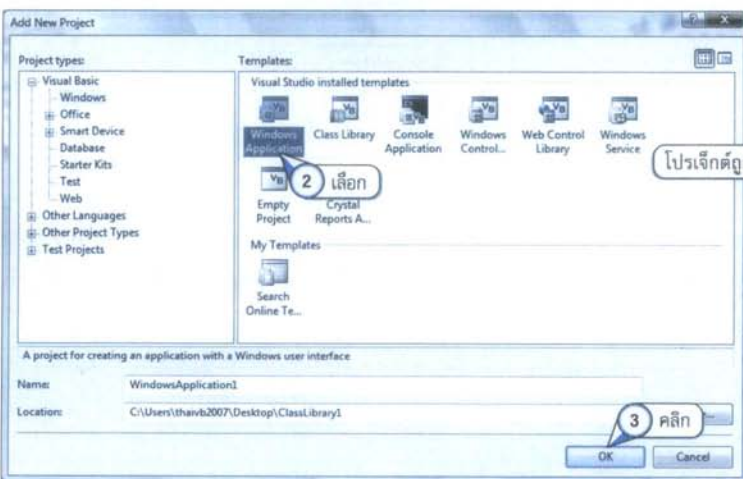 Add New Project
Project types:
Templates:
Visual Basic
Windows
Office
Smart Device
Database
Starter Kits
Test
Web
Other Languages
Other Project Types
Test Projects
Visual Studio installed templates
Windows Application
Class Library
Console Application
Windows Control...
Web Control Library
Windows Service
โปรเจ็กต์ถู
2 เลือก
Empty Project
Crystal Reports A...
My Templates
Search Online Te...
A project for creating an application with a Windows user interface
Name:
WindowsApplication1
Location:
C:\Users\thaivb2007\Desktop\ClassLibrary1
3 คลิก
OK
Cancel